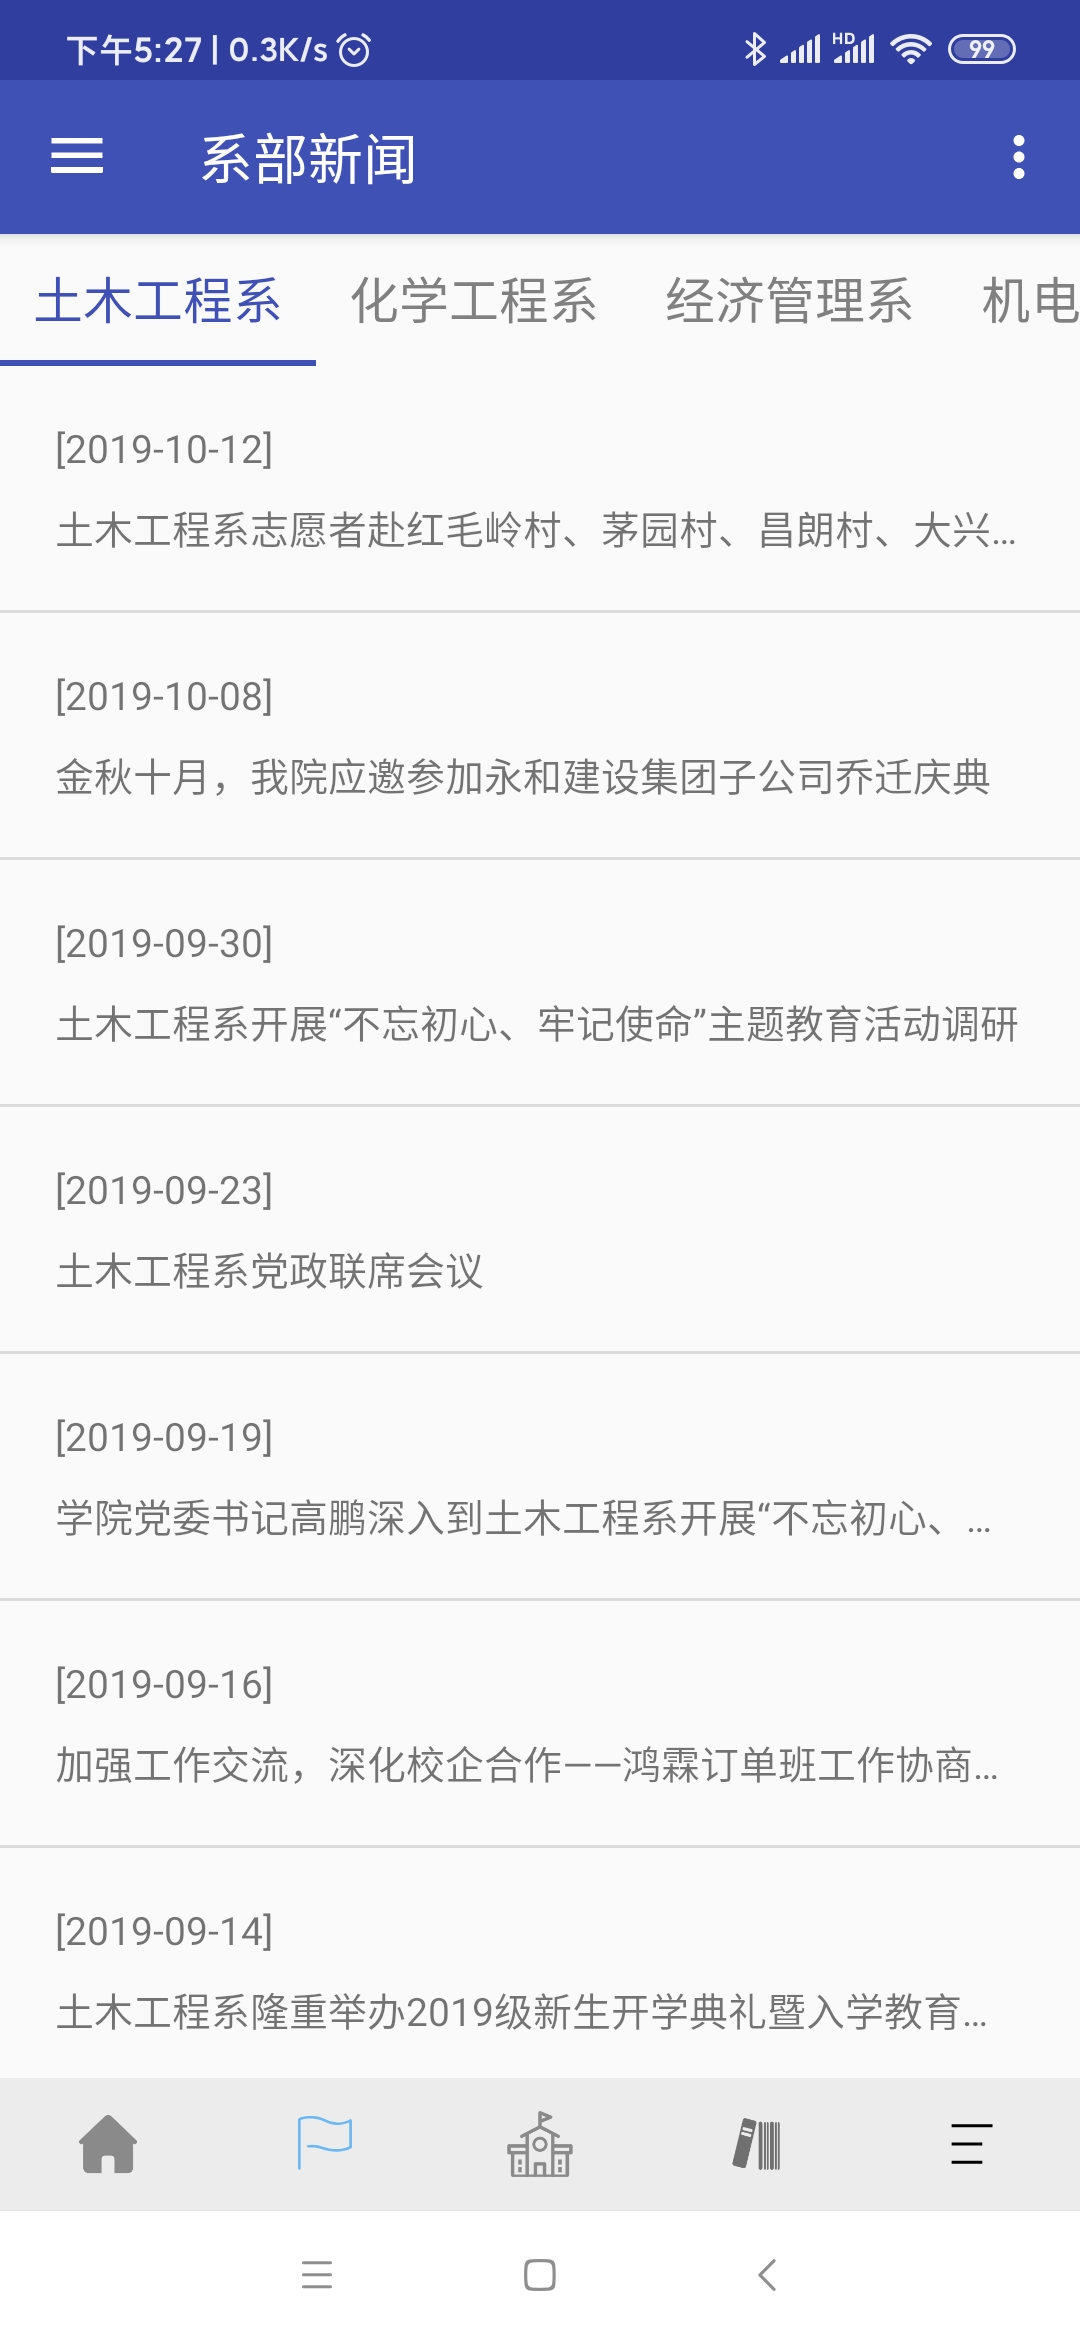 下午5:27 | 0.3K/s
HD
99
系部新闻
土木工程系 化学工程系 经济管理系 机电
[2019-10-12]
土木工程系志愿者赴红毛岭村、茅园村、昌朗村、大兴...
[2019-10-08]
金秋十月，我院应邀参加永和建设集团子公司乔迁庆典
[2019-09-30]
土木工程系开展“不忘初心、牢记使命”主题教育活动调研
[2019-09-23]
土木工程系党政联席会议
[2019-09-19]
学院党委书记高鹏深入到土木工程系开展“不忘初心、...
[2019-09-16]
加强工作交流，深化校企合作——鸿霖订单班工作协商...
[2019-09-14]
土木工程系隆重举办2019级新生开学典礼暨入学教育...